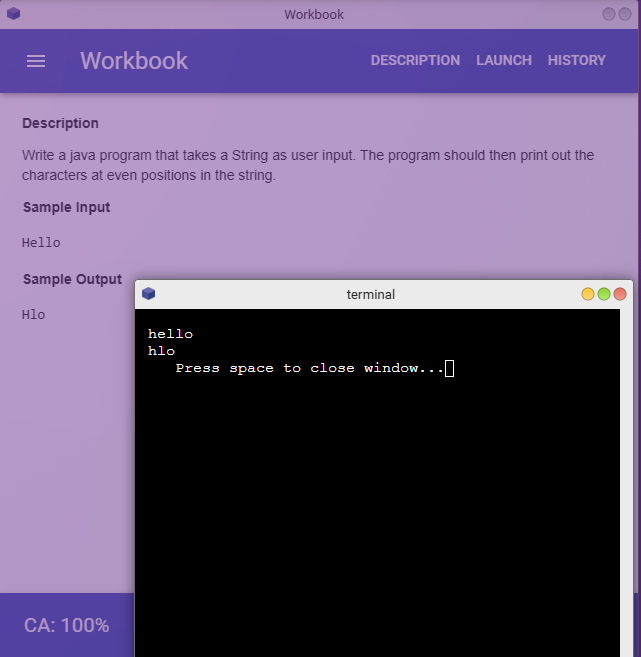 Workbook
Workbook
DESCRIPTION LAUNCH HISTORY
Description
Write a java program that takes a String as user input. The program should then print out the
characters at even positions in the string.
Sample Input
Hello
Sample Output
Hlo
terminal
hello
hlo
Press space to close window...
CA: 100%